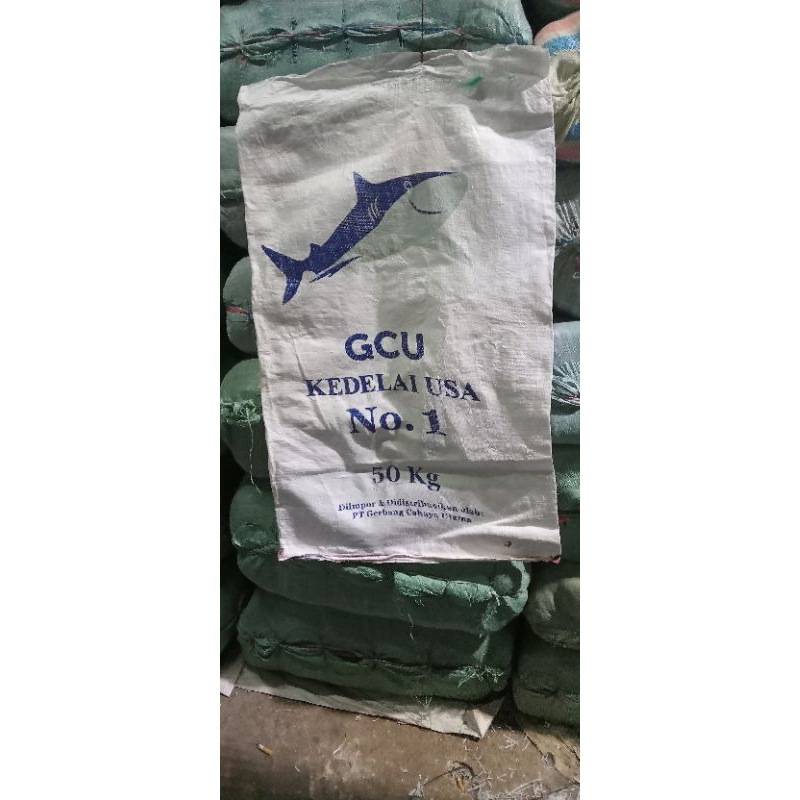 GCU
KEDELAI USA
No. 1
50 Kg
Diimpor & Didistribusikan oleh:
PT Gerbang Cahaya Utama